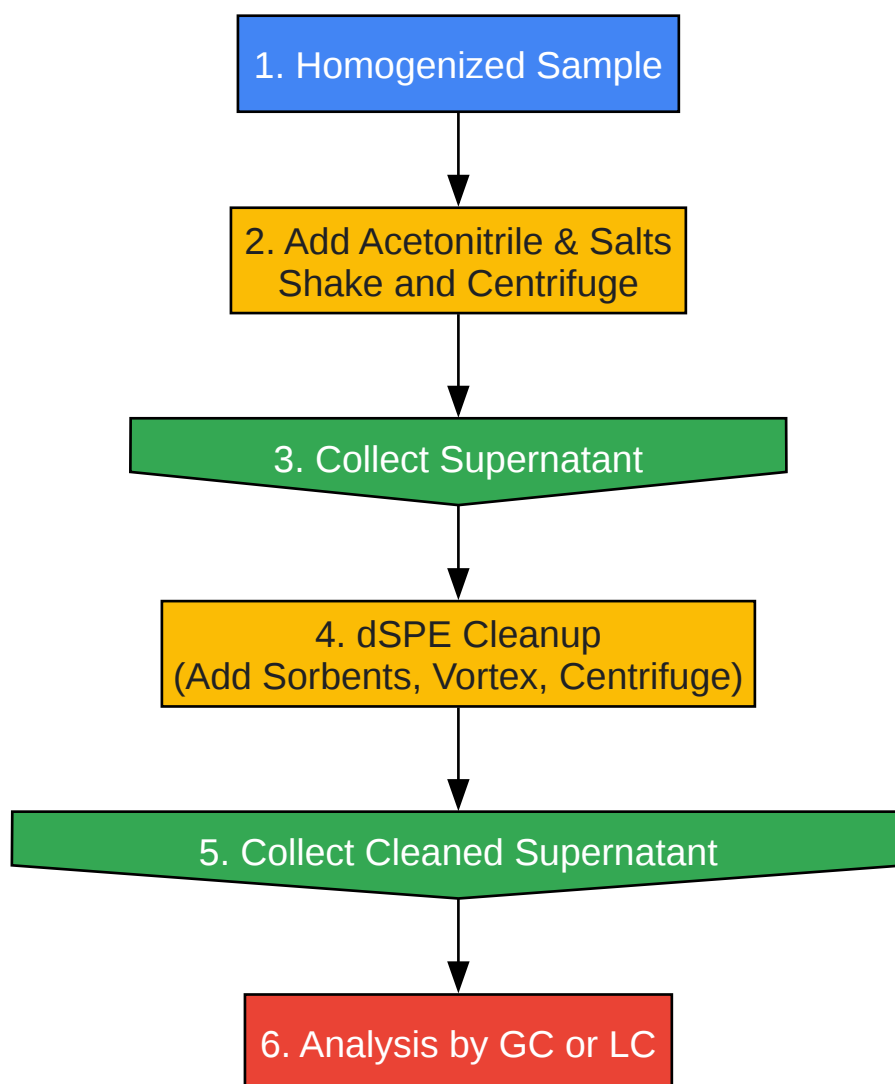 1. Homogenized Sample
2. Add Acetonitrile & Salts
Shake and Centrifuge
3. Collect Supernatant
4. dSPE Cleanup
(Add Sorbents, Vortex, Centrifuge)
5. Collect Cleaned Supernatant
6. Analysis by GC or LC